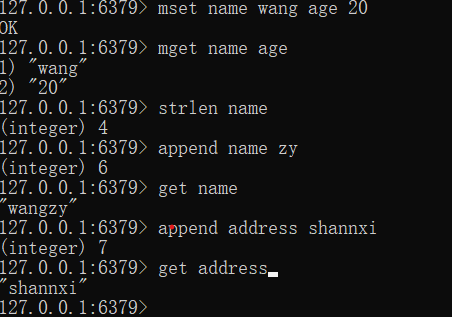 127.0.0.1:6379> mset name wang age 20
OK
127.0.0.1:6379> mget name age
1) "wang"
2) "20"
127.0.0.1:6379> strlen name
(integer) 4
127.0.0.1:6379> append name zy
(integer) 6
127.0.0.1:6379> get name
"wangzy"
127.0.0.1:6379> append address shannxi
(integer) 7
127.0.0.1:6379> get address
"shannxi"
127.0.0.1:6379>